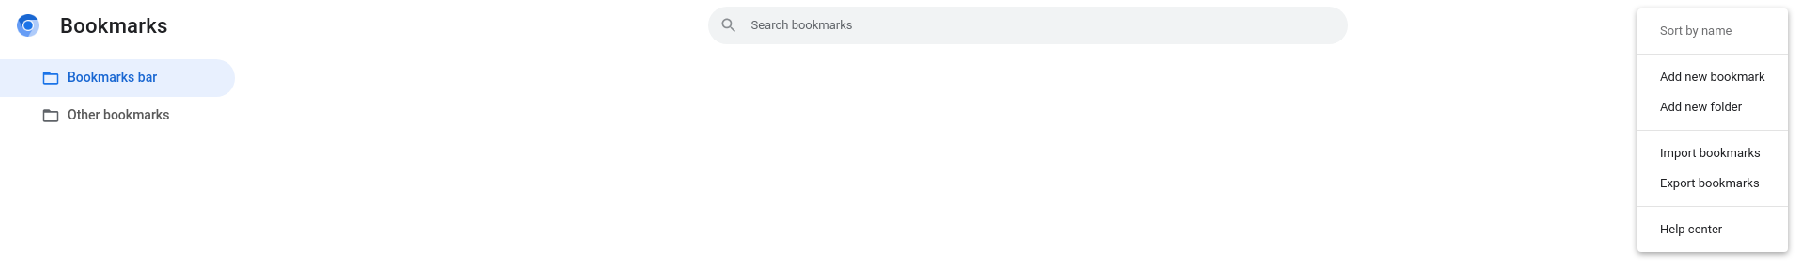 Bookmarks
Search bookmarks
Bookmarks bar
Other bookmarks
Sort by name
Add new bookmark
Add new folder
Import bookmarks
Export bookmarks
Help center